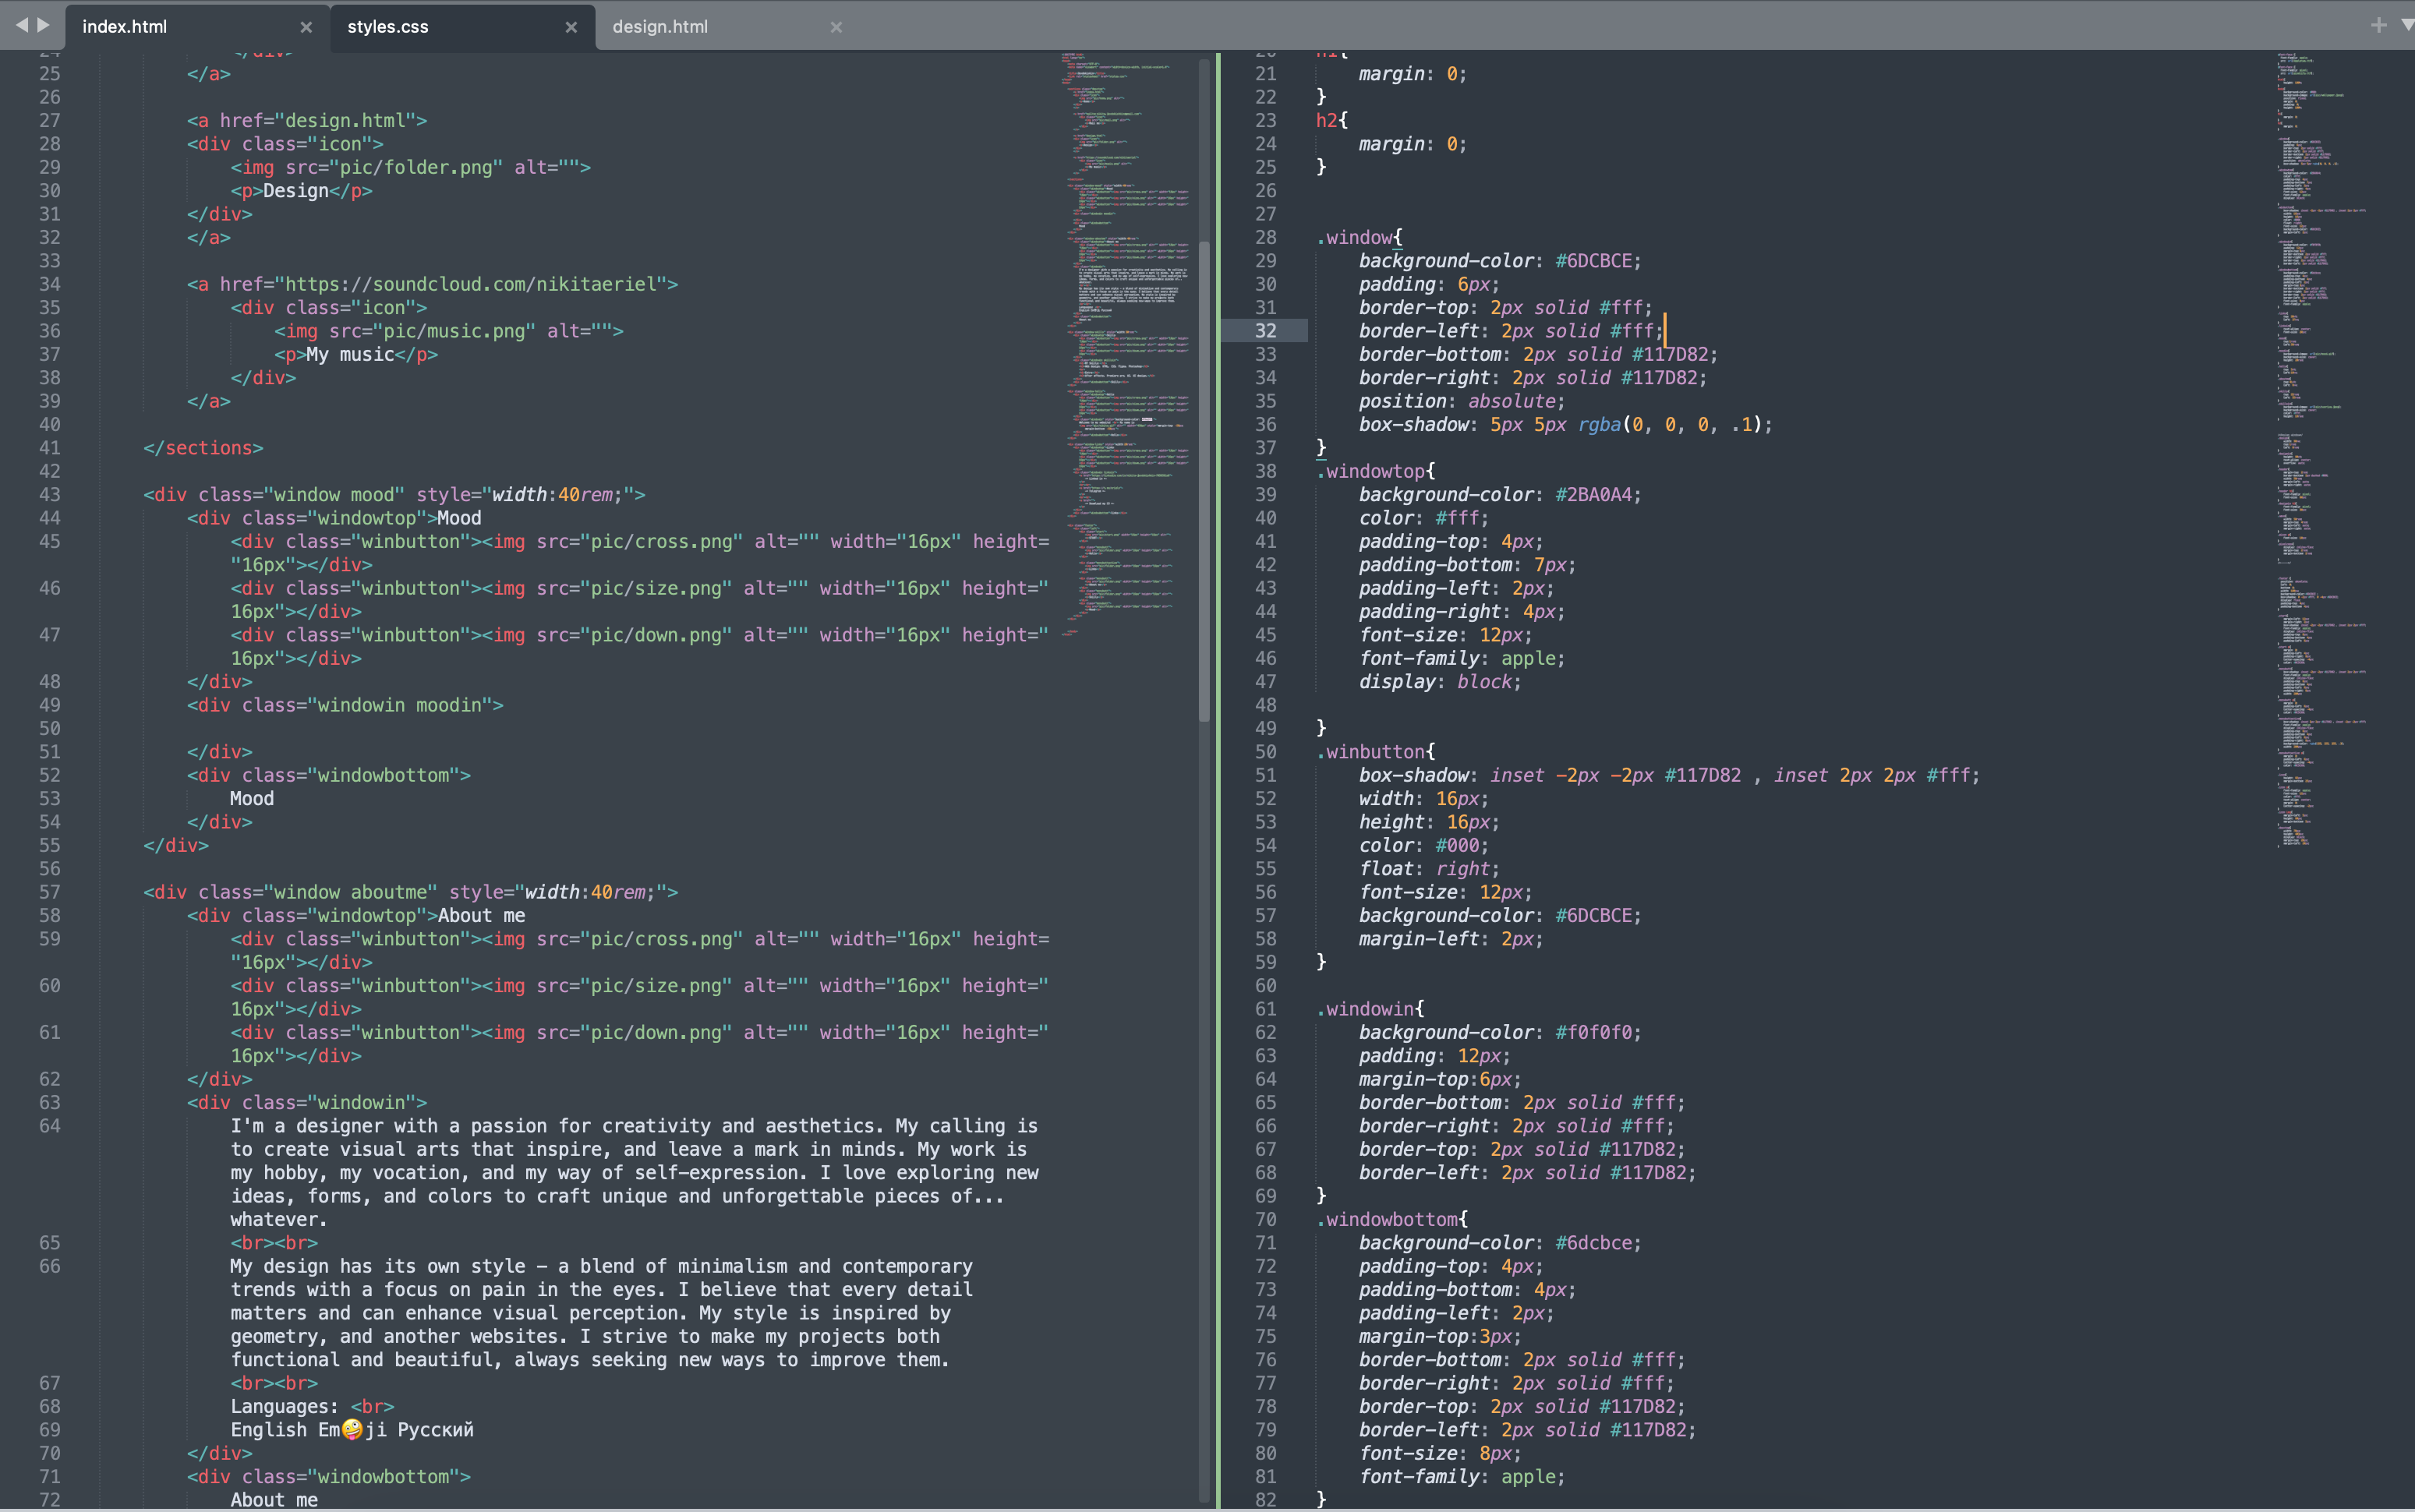 index.html
styles.css
design.html
24 </div>
25 </a>
26
27 <a href="design.html">
28 <div class="icon">
29 <img src="pic/folder.png" alt="">
30 <p>Design</p>
31 </div>
32 </a>
33
34 <a href="https://soundcloud.com/nikitaeriel">
35 <div class="icon">
36 <img src="pic/music.png" alt="">
37 <p>My music</p>
38 </div>
39 </a>
40
41 </sections>
42
43 <div class="window mood" style="width:40rem;">
44 <div class="windowtop">Mood
45 <div class="winbutton"><img src="pic/cross.png" alt="" width="16px" height=
"16px"></div>
46 <div class="winbutton"><img src="pic/size.png" alt="" width="16px" height="
16px"></div>
47 <div class="winbutton"><img src="pic/down.png" alt="" width="16px" height="
16px"></div>
48 </div>
49 <div class="windowin moodin">
50
51 </div>
52 <div class="windowbottom">
53 Mood
54 </div>
55 </div>
56
57 <div class="window aboutme" style="width:40rem;">
58 <div class="windowtop">About me
59 <div class="winbutton"><img src="pic/cross.png" alt="" width="16px" height=
"16px"></div>
60 <div class="winbutton"><img src="pic/size.png" alt="" width="16px" height="
16px"></div>
61 <div class="winbutton"><img src="pic/down.png" alt="" width="16px" height="
16px"></div>
62 </div>
63 <div class="windowin">
64 I'm a designer with a passion for creativity and aesthetics. My calling is
to create visual arts that inspire, and leave a mark in minds. My work is
my hobby, my vocation, and my way of self-expression. I love exploring new
ideas, forms, and colors to craft unique and unforgettable pieces of...
whatever.
65 <br><br>
66 My design has its own style – a blend of minimalism and contemporary
trends with a focus on pain in the eyes. I believe that every detail
matters and can enhance visual perception. My style is inspired by
geometry, and another websites. I strive to make my projects both
functional and beautiful, always seeking new ways to improve them.
67 <br><br>
68 Languages: <br>
69 English Em🤪ji Русский
70 </div>
71 <div class="windowbottom">
72 About me
20 h1{
21 margin: 0;
22 }
23 h2{
24 margin: 0;
25 }
26
27
28 .window{
29 background-color: #6DCBCE;
30 padding: 6px;
31 border-top: 2px solid #fff;
32 border-left: 2px solid #fff;
33 border-bottom: 2px solid #117D82;
34 border-right: 2px solid #117D82;
35 position: absolute;
36 box-shadow: 5px 5px rgba(0, 0, 0, .1);
37 }
38 .windowtop{
39 background-color: #2BA0A4;
40 color: #fff;
41 padding-top: 4px;
42 padding-bottom: 7px;
43 padding-left: 2px;
44 padding-right: 4px;
45 font-size: 12px;
46 font-family: apple;
47 display: block;
48
49 }
50 .winbutton{
51 box-shadow: inset -2px -2px #117D82 , inset 2px 2px #fff;
52 width: 16px;
53 height: 16px;
54 color: #000;
55 float: right;
56 font-size: 12px;
57 background-color: #6DCBCE;
58 margin-left: 2px;
59 }
60
61 .windowin{
62 background-color: #f0f0f0;
63 padding: 12px;
64 margin-top:6px;
65 border-bottom: 2px solid #fff;
66 border-right: 2px solid #fff;
67 border-top: 2px solid #117D82;
68 border-left: 2px solid #117D82;
69 }
70 .windowbottom{
71 background-color: #6dcbce;
72 padding-top: 4px;
73 padding-bottom: 4px;
74 padding-left: 2px;
75 margin-top:3px;
76 border-bottom: 2px solid #fff;
77 border-right: 2px solid #fff;
78 border-top: 2px solid #117D82;
79 border-left: 2px solid #117D82;
80 font-size: 8px;
81 font-family: apple;
82 }